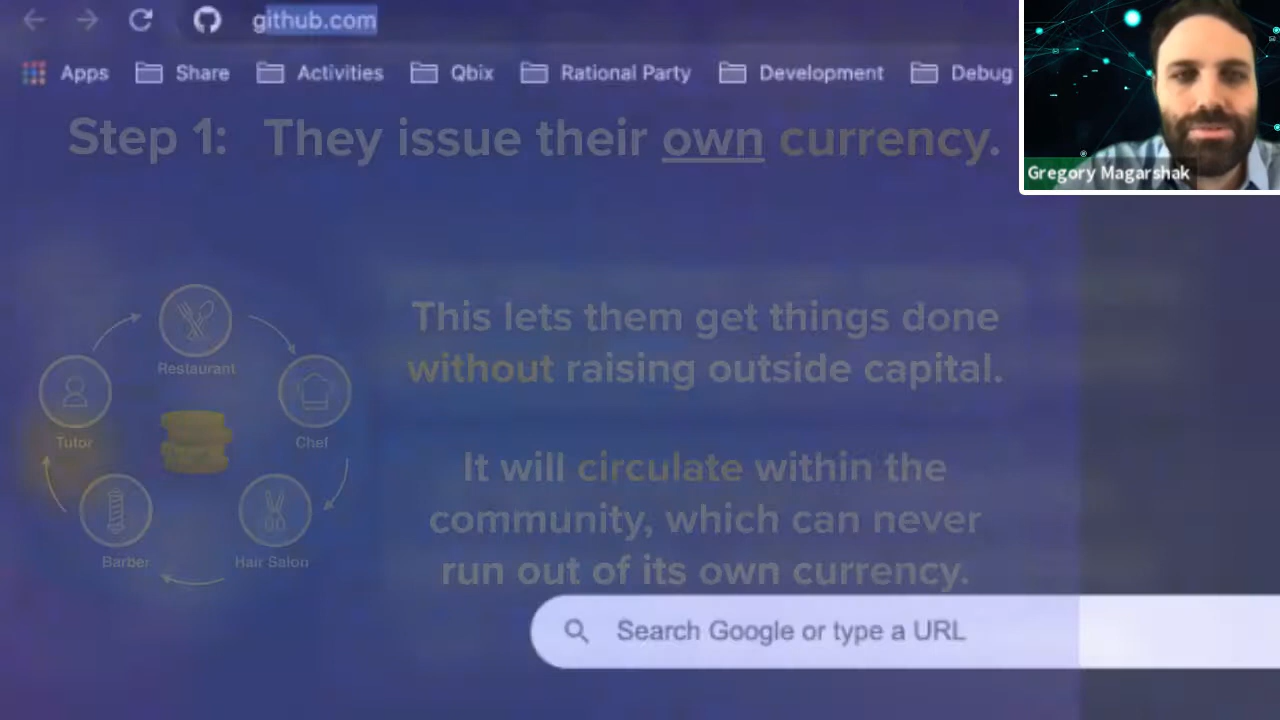 github.com
Apps Share Activities Qbix Rational Party Development Debug
Gregory Magarshak
Step 1: They issue their own currency.
Restaurant
Tutor
Chef
Barber
Hair Salon
This lets them get things done
without raising outside capital.
It will circulate within the
community, which can never
run out of its own currency.
Search Google or type a URL